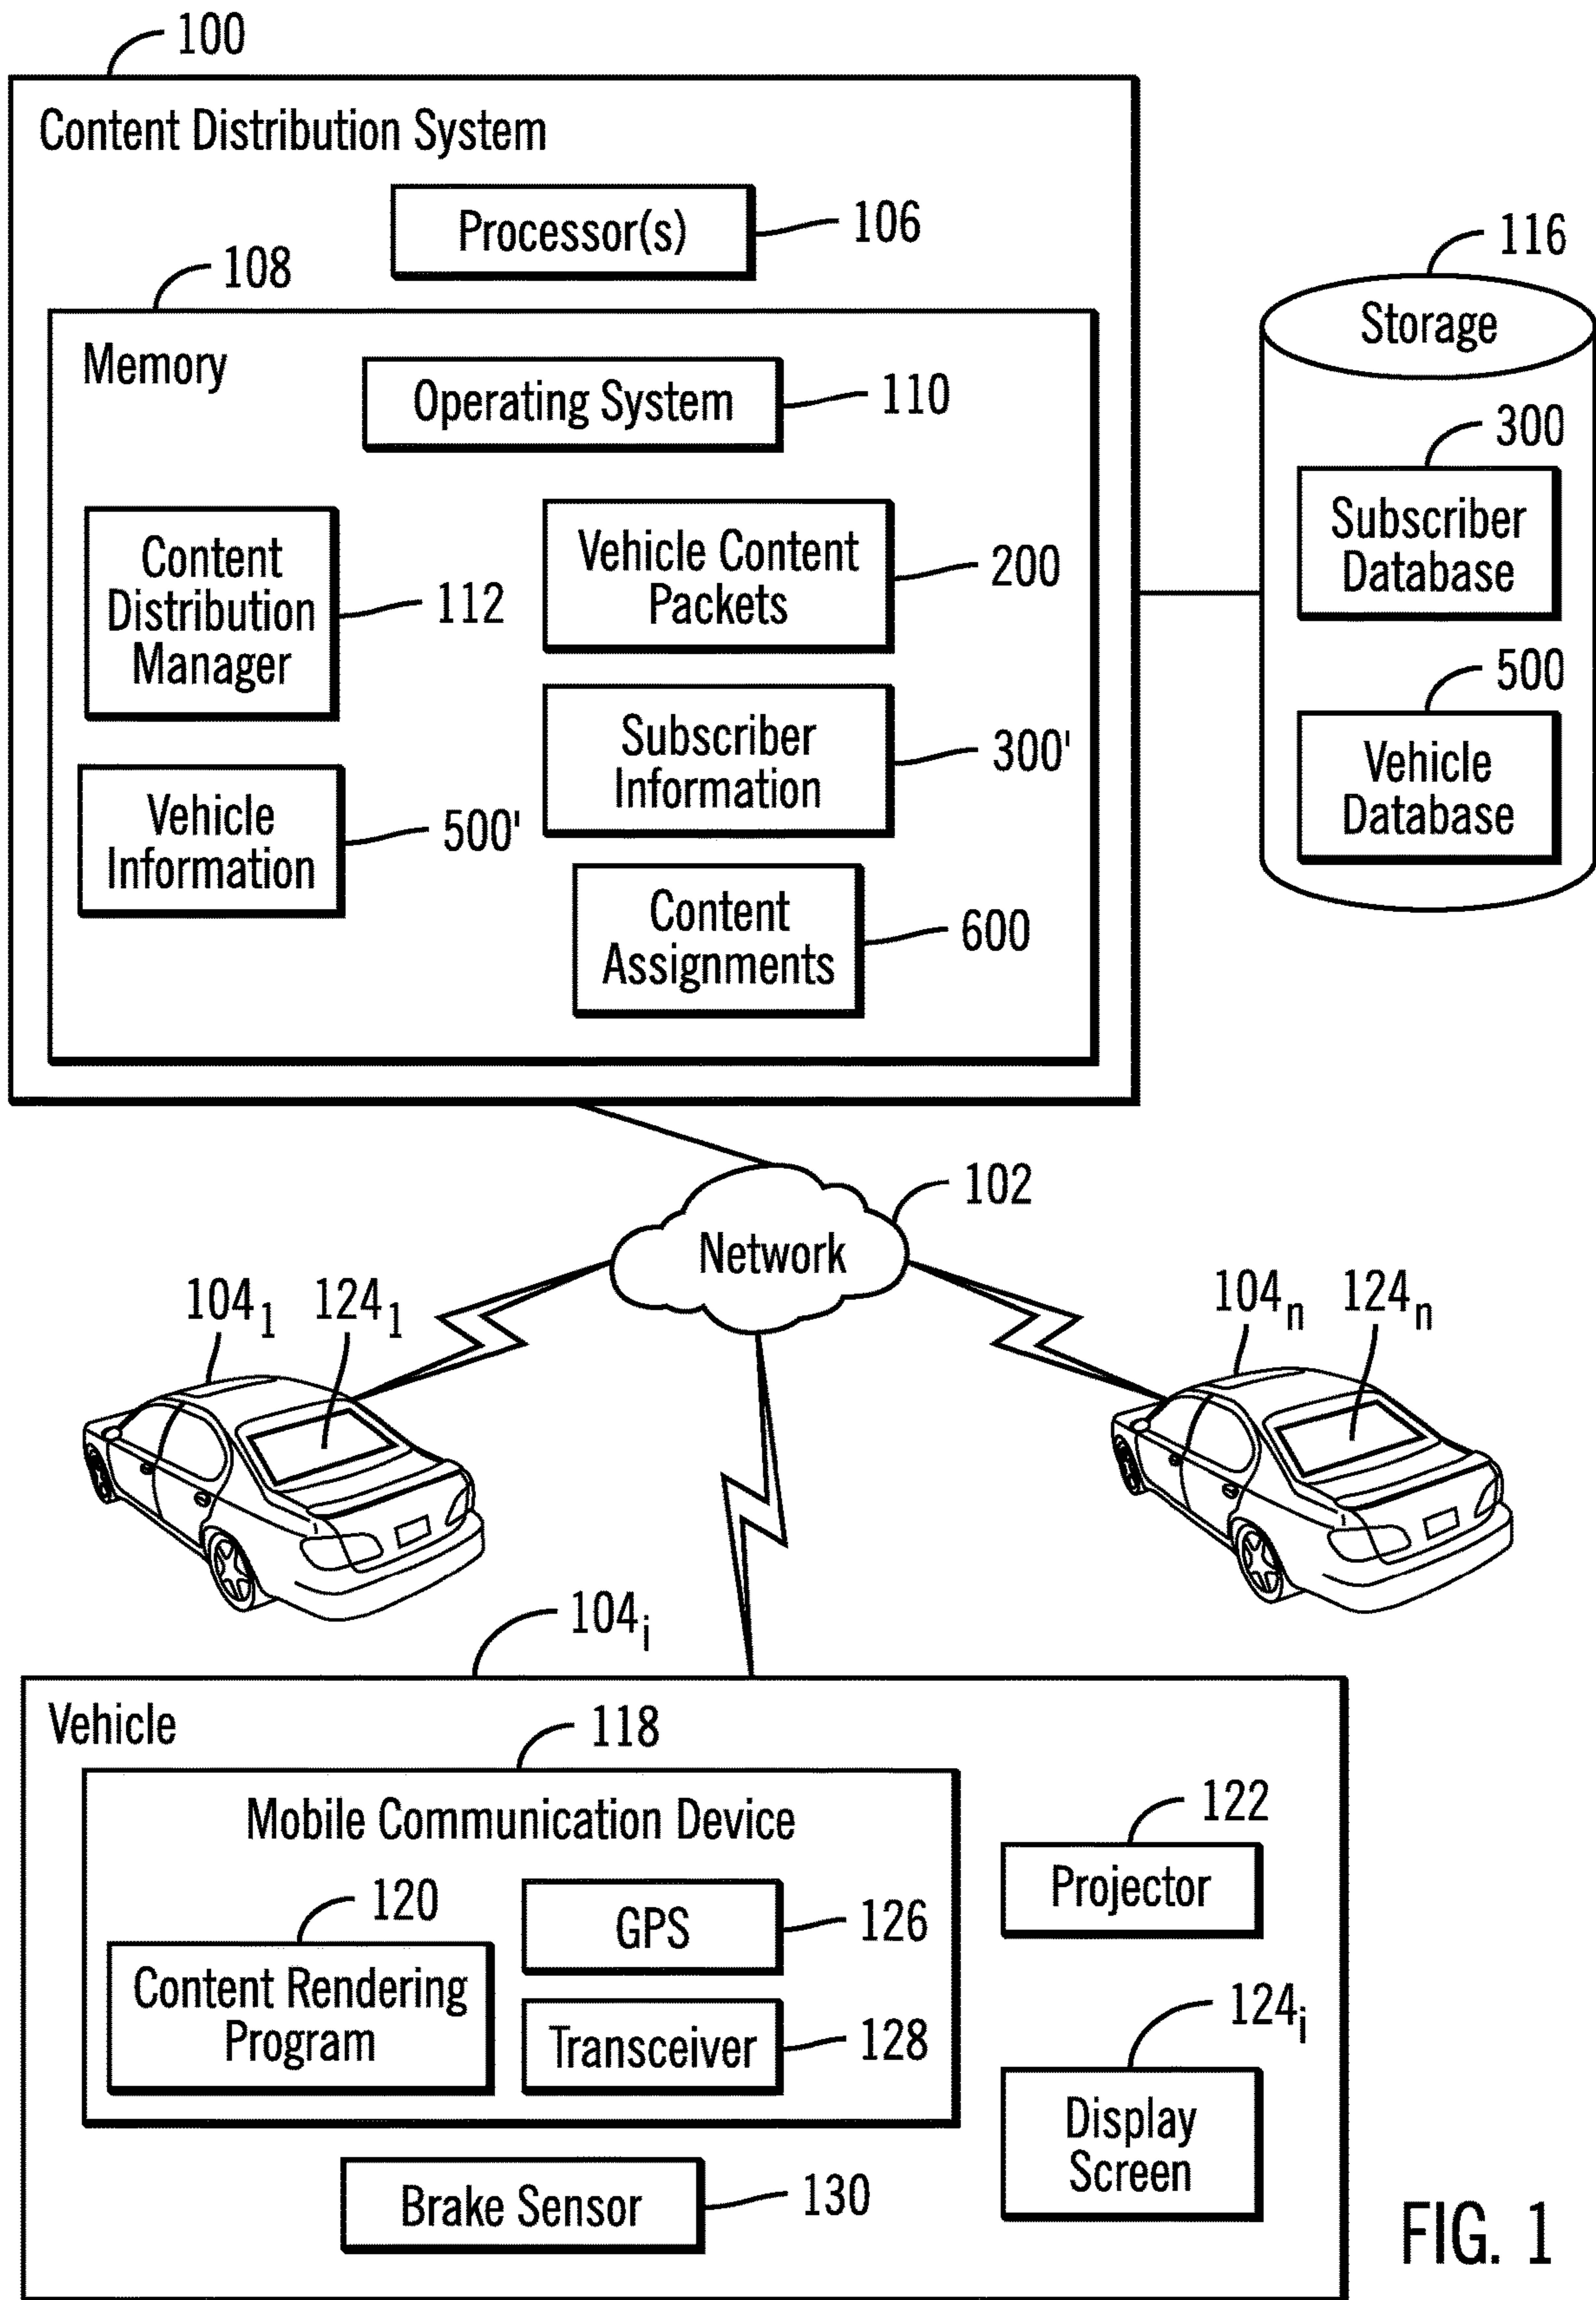 100
Content Distribution System
Processor(s)
106
108
Memory
Operating System
110
Content
Distribution
Manager
112
Vehicle Content
Packets
200
Subscriber
Information
300'
Vehicle
Information
500'
Content
Assignments
600
116
Storage
300
Subscriber
Database
500
Vehicle
Database
102
Network
104₁
124₁
104ₙ
124ₙ
104ᵢ
Vehicle
118
Mobile Communication Device
120
Content Rendering
Program
GPS
126
Transceiver
128
122
Projector
124ᵢ
Display
Screen
Brake Sensor
130
FIG. 1